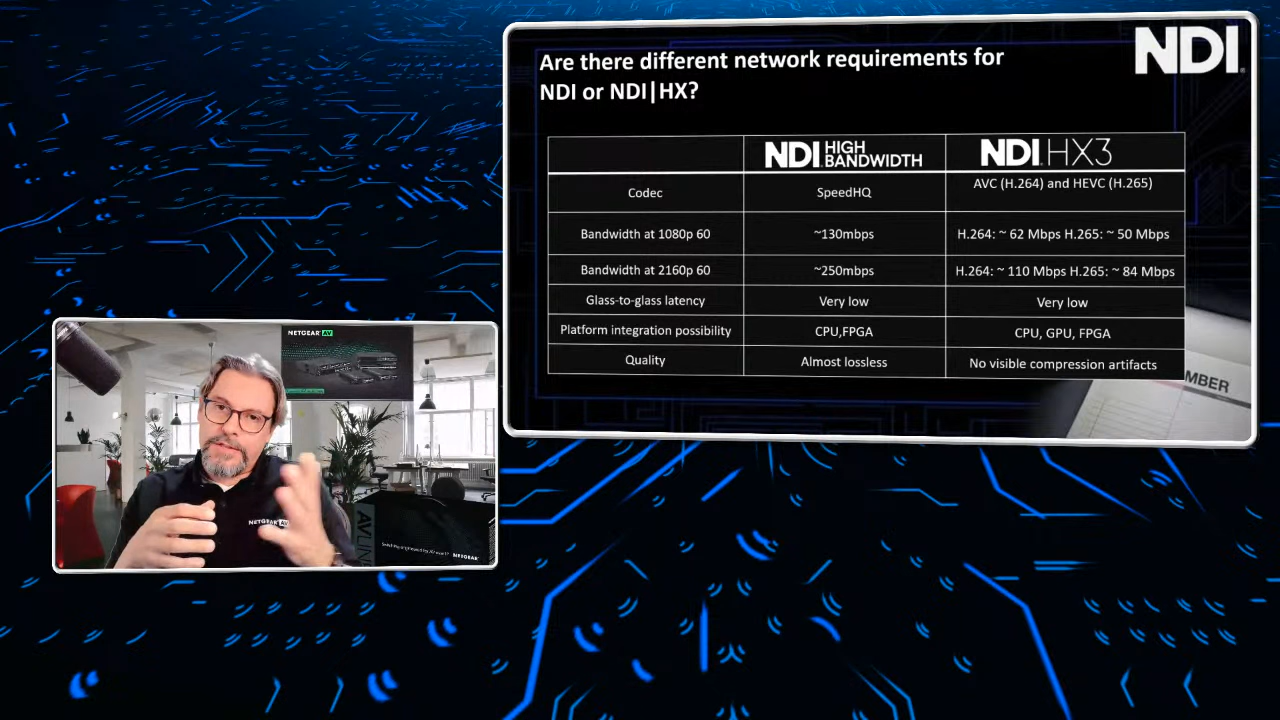 Are there different network requirements for
NDI or NDI|HX?
NDI
NDI HIGH BANDWIDTH
NDI HX3
Codec
SpeedHQ
AVC (H.264) and HEVC (H.265)
Bandwidth at 1080p 60
~130mbps
H.264: ~ 62 Mbps H.265: ~ 50 Mbps
Bandwidth at 2160p 60
~250mbps
H.264: ~ 110 Mbps H.265: ~ 84 Mbps
Glass-to-glass latency
Very low
Very low
Platform integration possibility
CPU,FPGA
CPU, GPU, FPGA
Quality
Almost lossless
No visible compression artifacts
MBER
NETGEAR AV
NETGEAR AV
AVLINE
NETGEAR